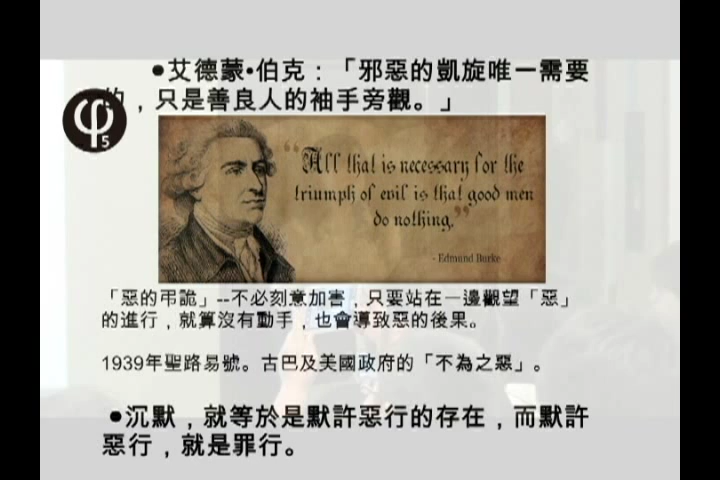 ●艾德蒙•伯克：「邪惡的凱旋唯一需要
的，只是善良人的袖手旁觀。」
φ5
“All that is necessary for the
triumph of evil is that good men
do nothing.”
- Edmund Burke
「惡的弔詭」--不必刻意加害，只要站在一邊觀望「惡」
的進行，就算沒有動手，也會導致惡的後果。
1939年聖路易號。古巴及美國政府的「不為之惡」。
●沉默，就等於是默許惡行的存在，而默許
惡行，就是罪行。